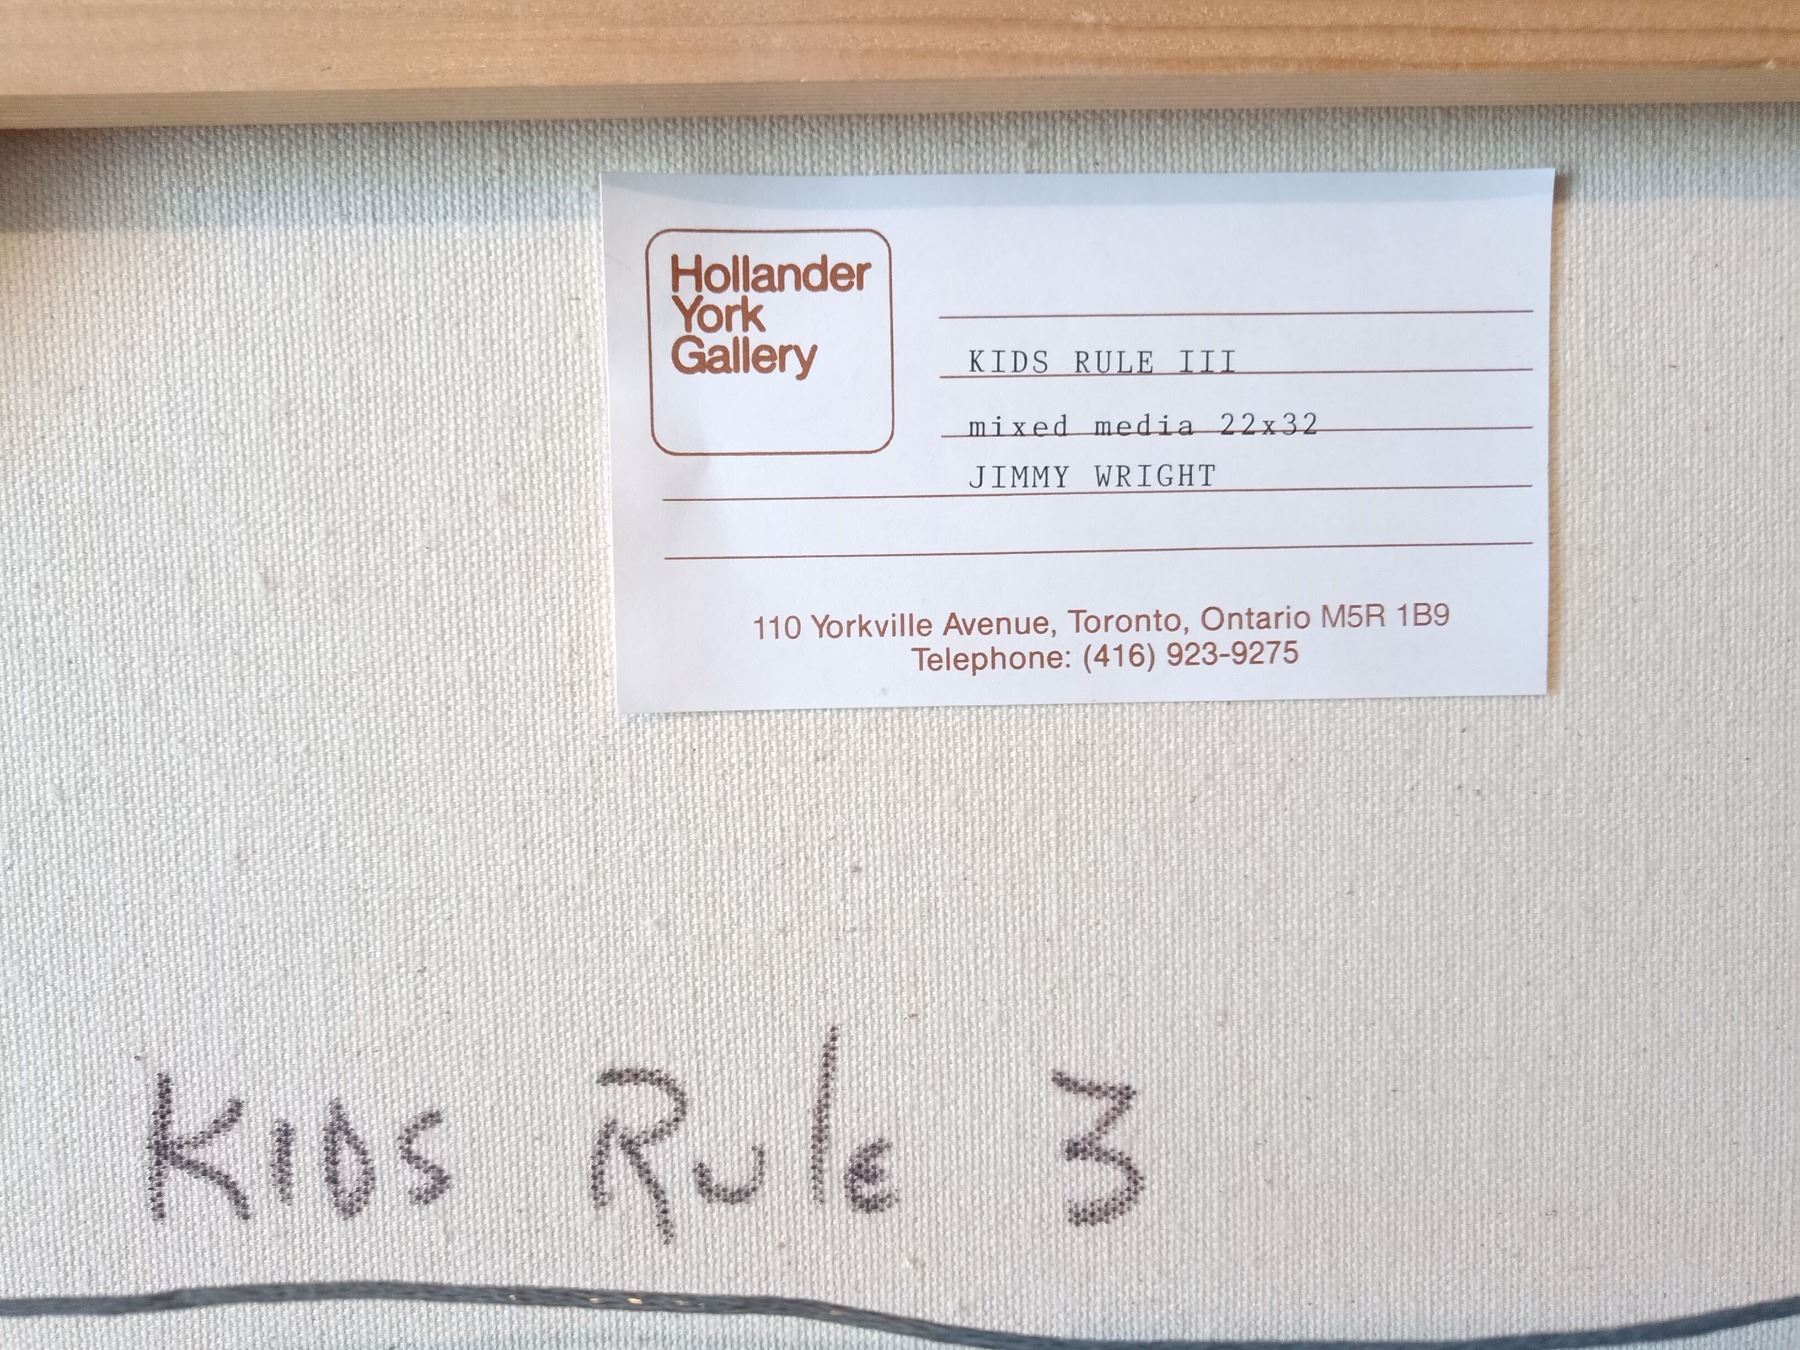 Hollander
York
Gallery
KIDS RULE III
mixed media 22x32
JIMMY WRIGHT
110 Yorkville Avenue, Toronto, Ontario M5R 1B9
Telephone: (416) 923-9275
KIDS Rule 3